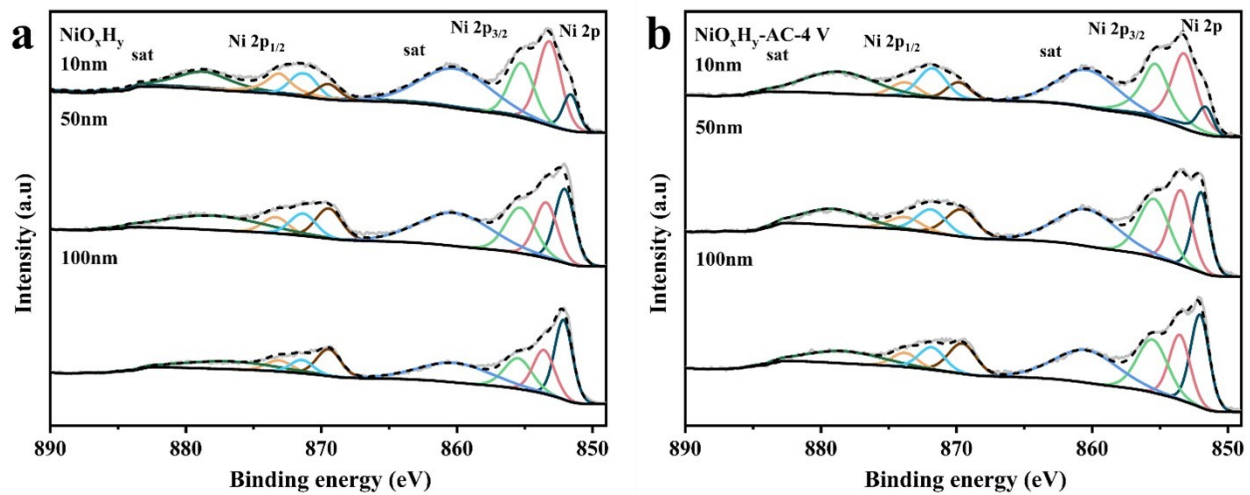 a
NiOₓHᵧ
sat
Ni 2p₁/₂
sat
Ni 2p₃/₂
Ni 2p
10nm
50nm
100nm
Intensity (a.u)
890 880 870 860 850
Binding energy (eV)
b
NiOₓHᵧ-AC-4 V
sat
Ni 2p₁/₂
sat
Ni 2p₃/₂
Ni 2p
10nm
50nm
100nm
Intensity (a.u)
890 880 870 860 850
Binding energy (eV)